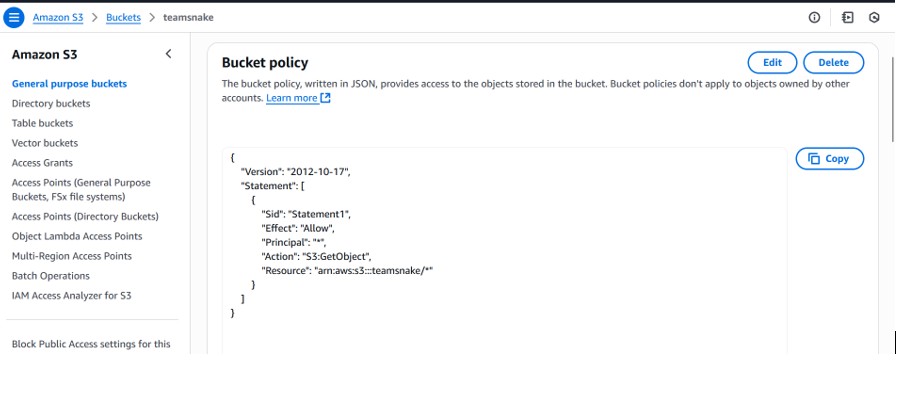 Amazon S3 > Buckets > teamsnake
Amazon S3
General purpose buckets
Directory buckets
Table buckets
Vector buckets
Access Grants
Access Points (General Purpose
Buckets, FSx file systems)
Access Points (Directory Buckets)
Object Lambda Access Points
Multi-Region Access Points
Batch Operations
IAM Access Analyzer for S3
Block Public Access settings for this
Bucket policy
Edit
Delete
The bucket policy, written in JSON, provides access to the objects stored in the bucket. Bucket policies don't apply to objects owned by other
accounts. Learn more
Copy
{
"Version": "2012-10-17",
"Statement": [
{
"Sid": "Statement1",
"Effect": "Allow",
"Principal": "*",
"Action": "S3:GetObject",
"Resource": "arn:aws:s3:::teamsnake/*"
}
]
}